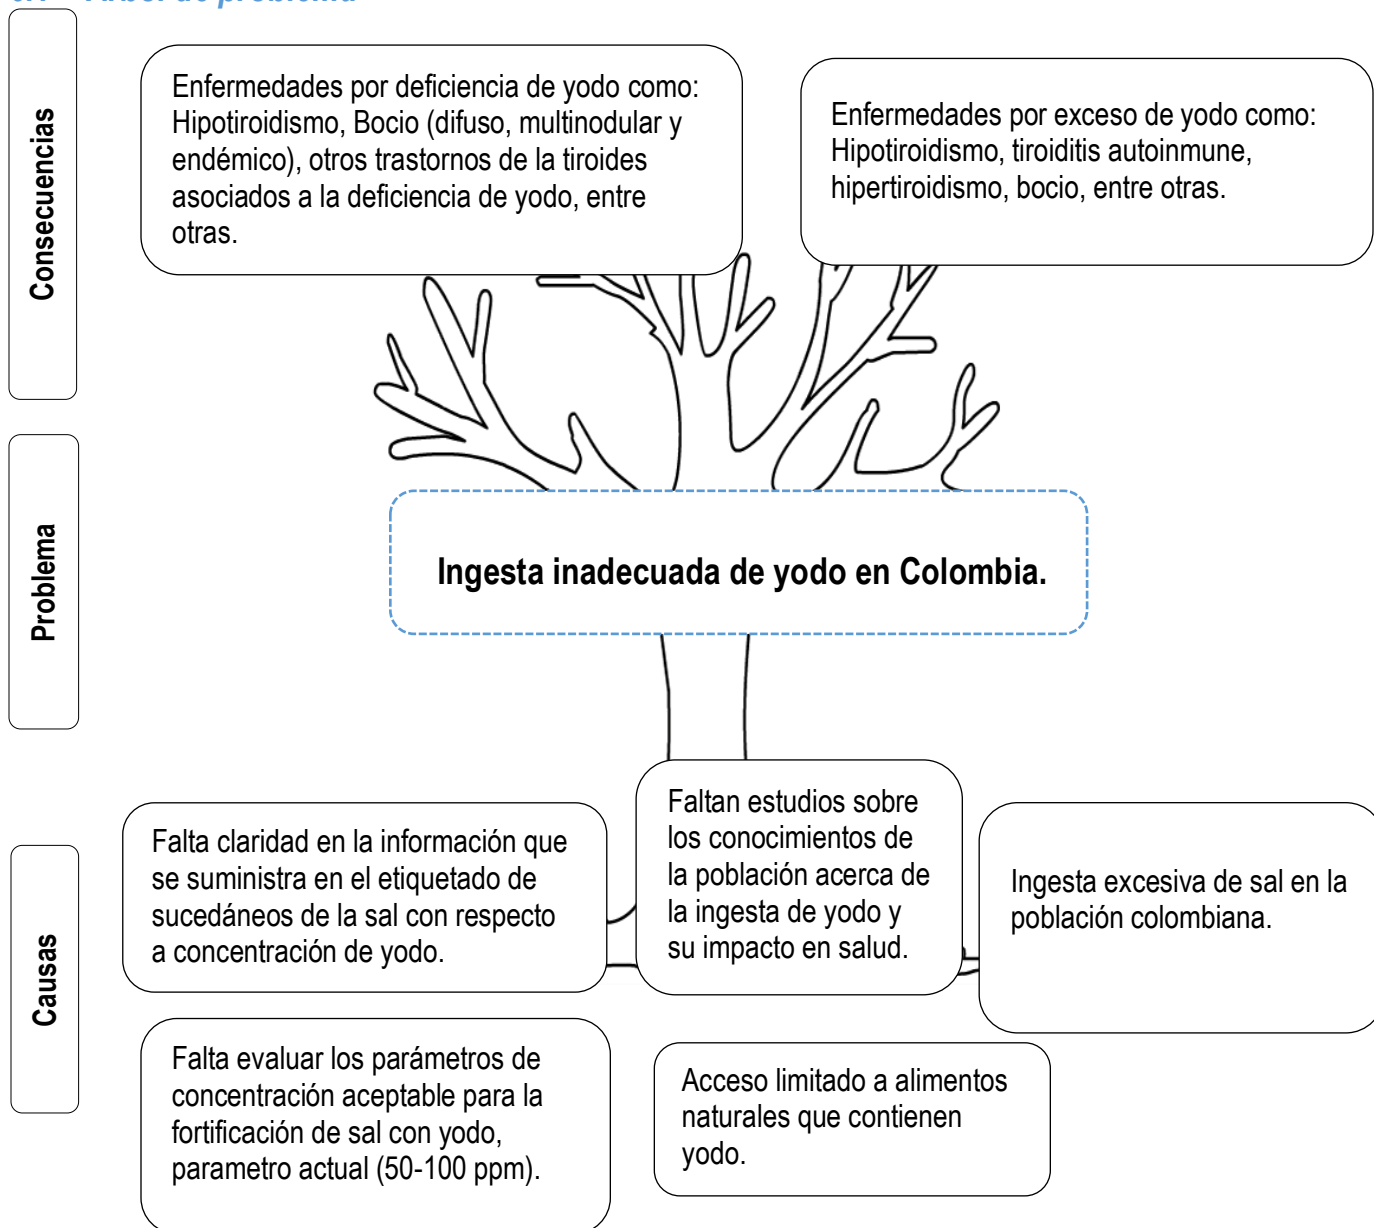 Consecuencias
Enfermedades por deficiencia de yodo como:
Hipotiroidismo, Bocio (difuso, multinodular y
endémico), otros trastornos de la tiroides
asociados a la deficiencia de yodo, entre
otras.
Enfermedades por exceso de yodo como:
Hipotiroidismo, tiroiditis autoinmune,
hipertiroidismo, bocio, entre otras.
Problema
Ingesta inadecuada de yodo en Colombia.
Causas
Falta claridad en la información que
se suministra en el etiquetado de
sucedáneos de la sal con respecto
a concentración de yodo.
Faltan estudios sobre
los conocimientos de
la población acerca de
la ingesta de yodo y
su impacto en salud.
Ingesta excesiva de sal en la
población colombiana.
Falta evaluar los parámetros de
concentración aceptable para la
fortificación de sal con yodo,
parametro actual (50-100 ppm).
Acceso limitado a alimentos
naturales que contienen
yodo.